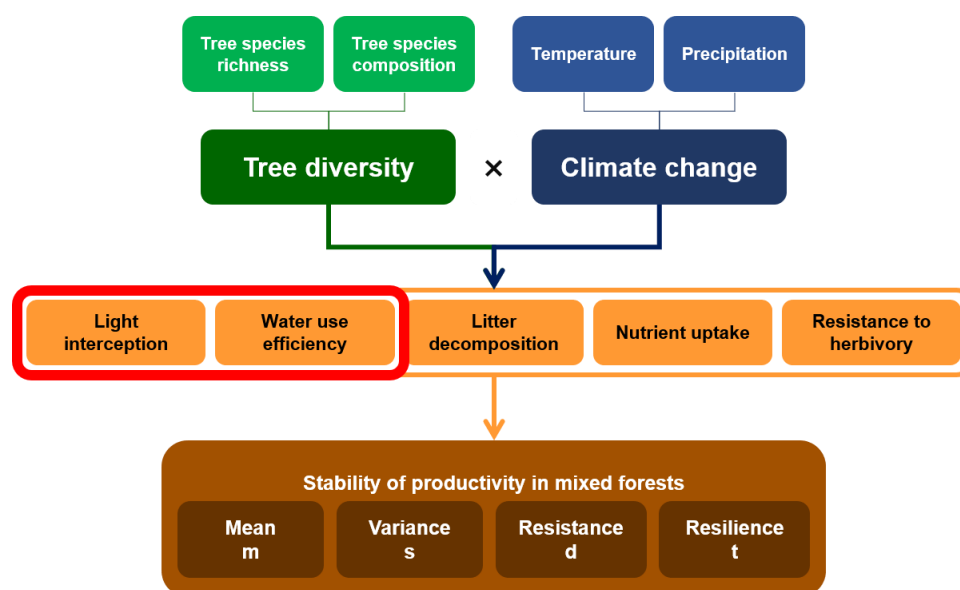 Tree species
richness
Tree species
composition
Temperature
Precipitation
Tree diversity
×
Climate change
Light
interception
Water use
efficiency
Litter
decomposition
Nutrient uptake
Resistance to
herbivory
Stability of productivity in mixed forests
Mean
m
Variance
s
Resistance
d
Resilience
t